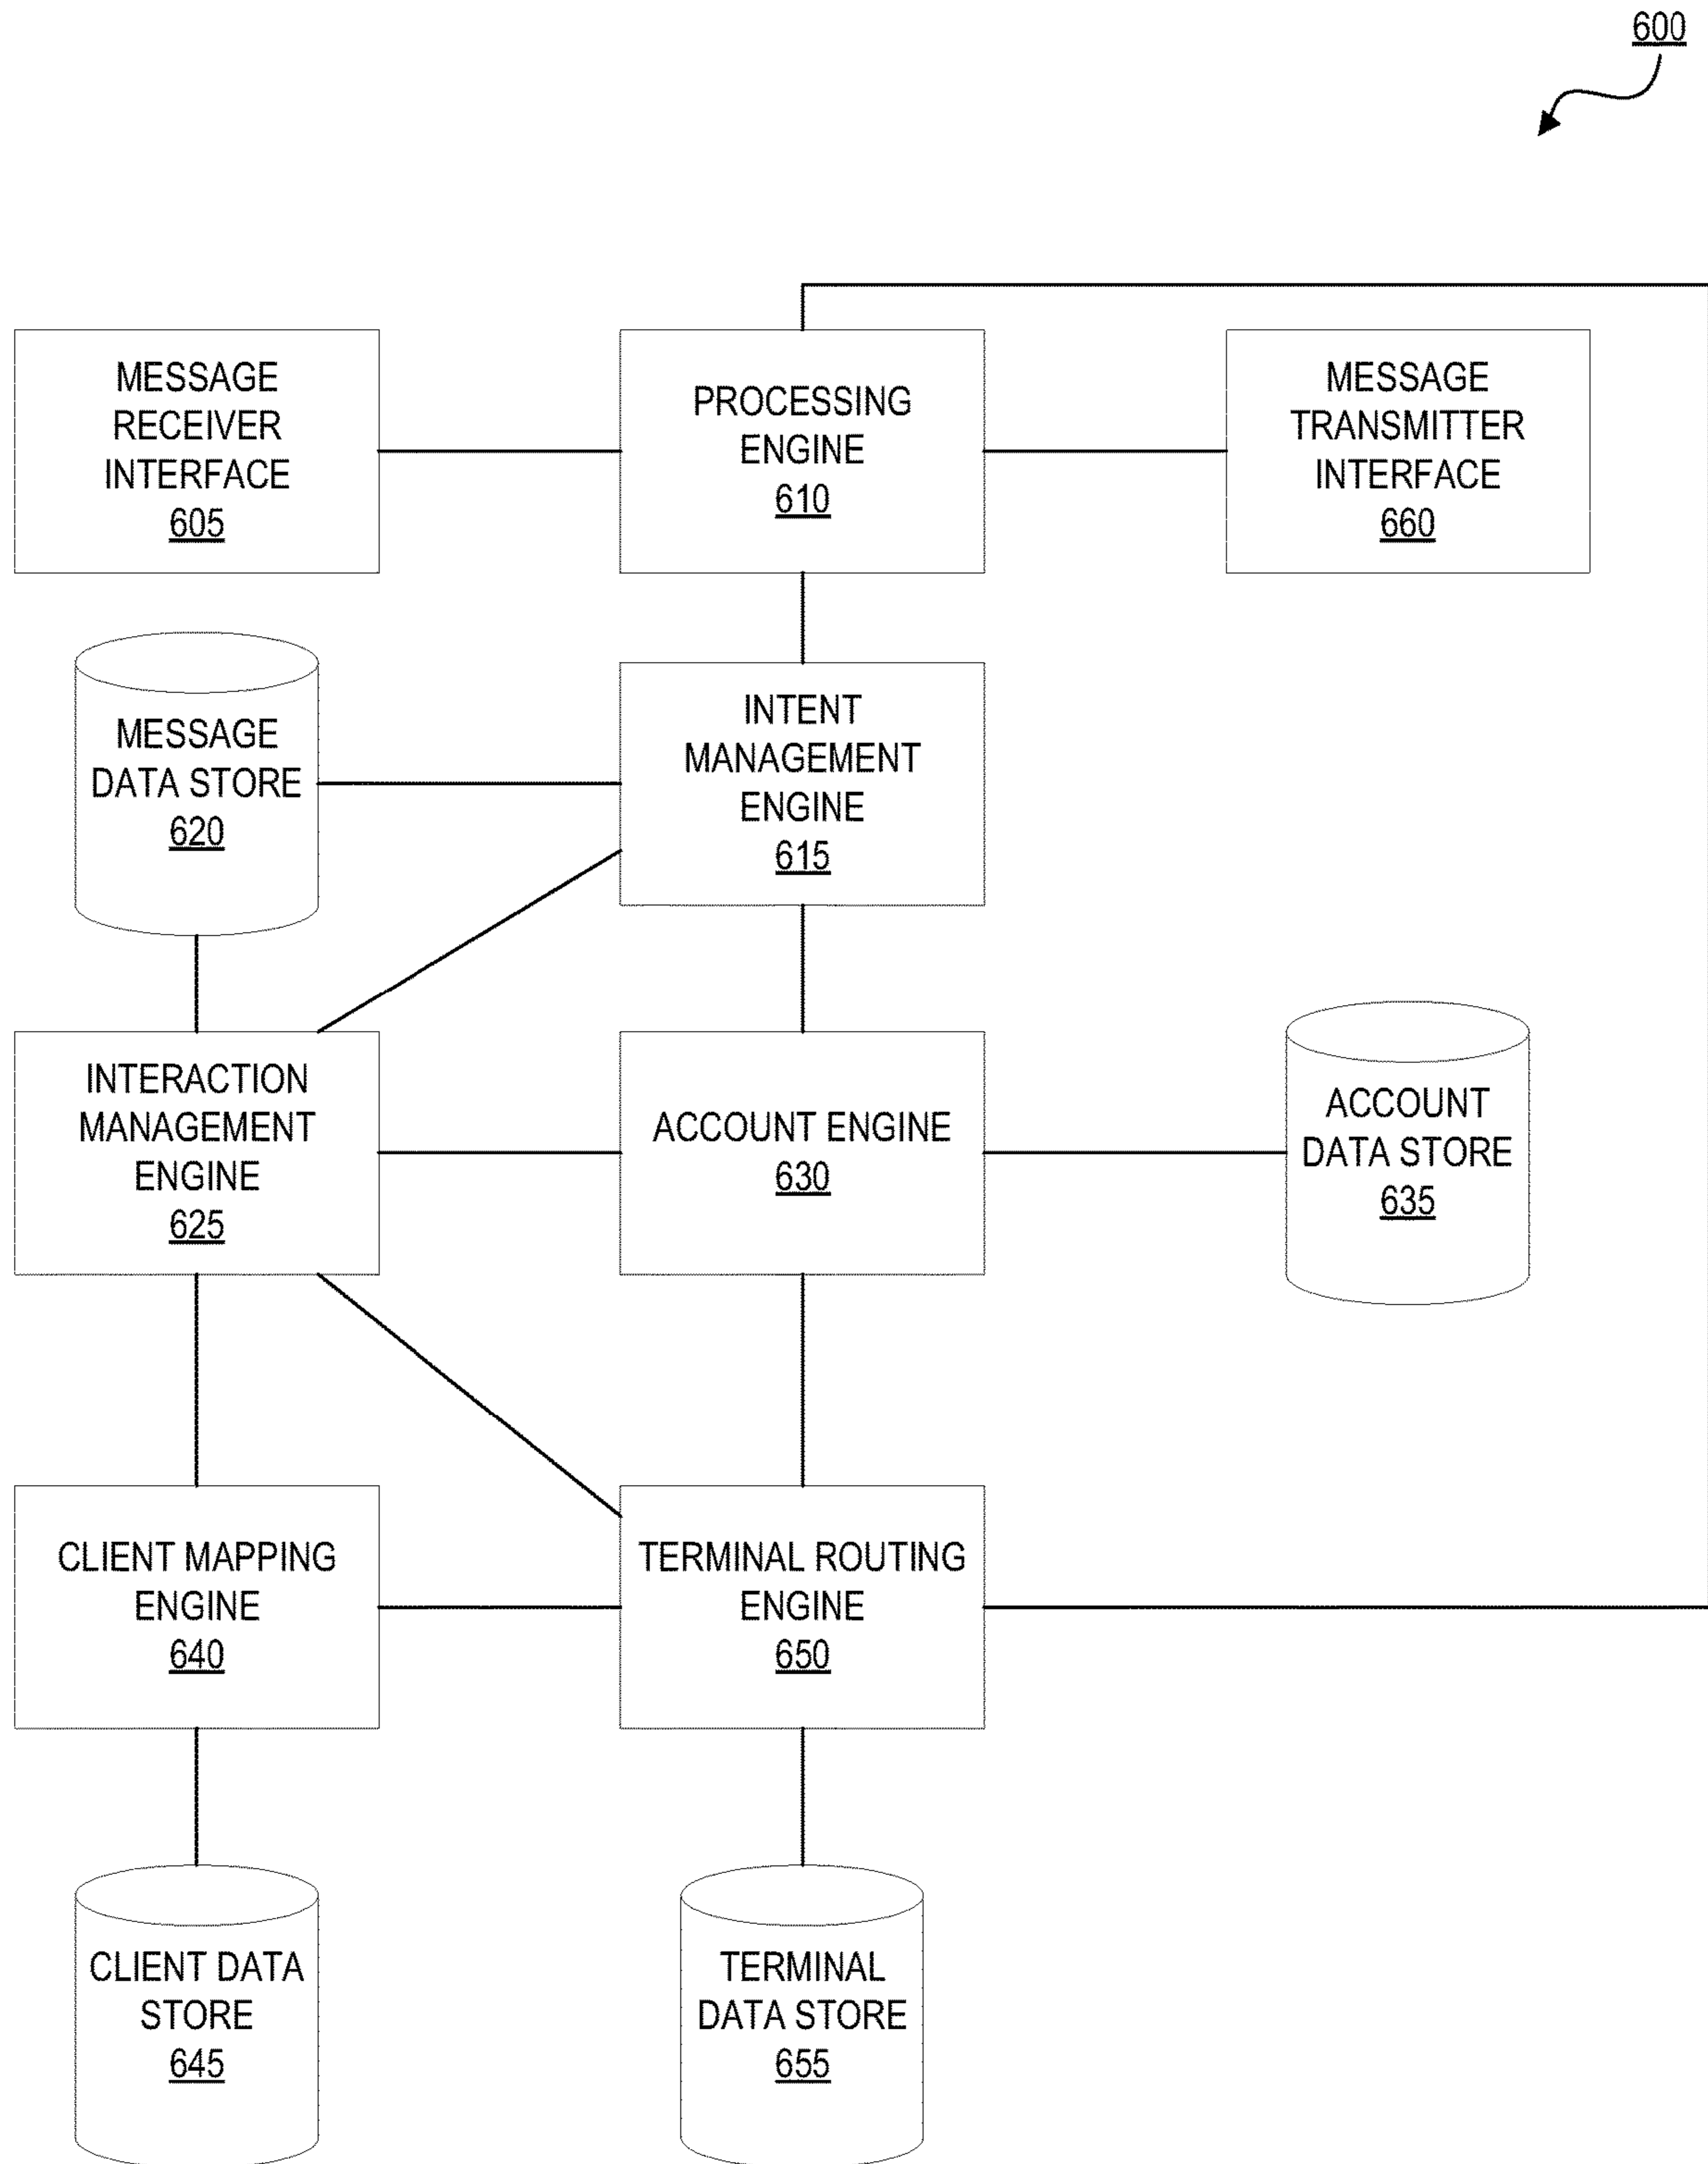 600
MESSAGE
RECEIVER
INTERFACE
605
PROCESSING
ENGINE
610
MESSAGE
TRANSMITTER
INTERFACE
660
MESSAGE
DATA STORE
620
INTENT
MANAGEMENT
ENGINE
615
INTERACTION
MANAGEMENT
ENGINE
625
ACCOUNT ENGINE
630
ACCOUNT
DATA STORE
635
CLIENT MAPPING
ENGINE
640
TERMINAL ROUTING
ENGINE
650
CLIENT DATA
STORE
645
TERMINAL
DATA STORE
655